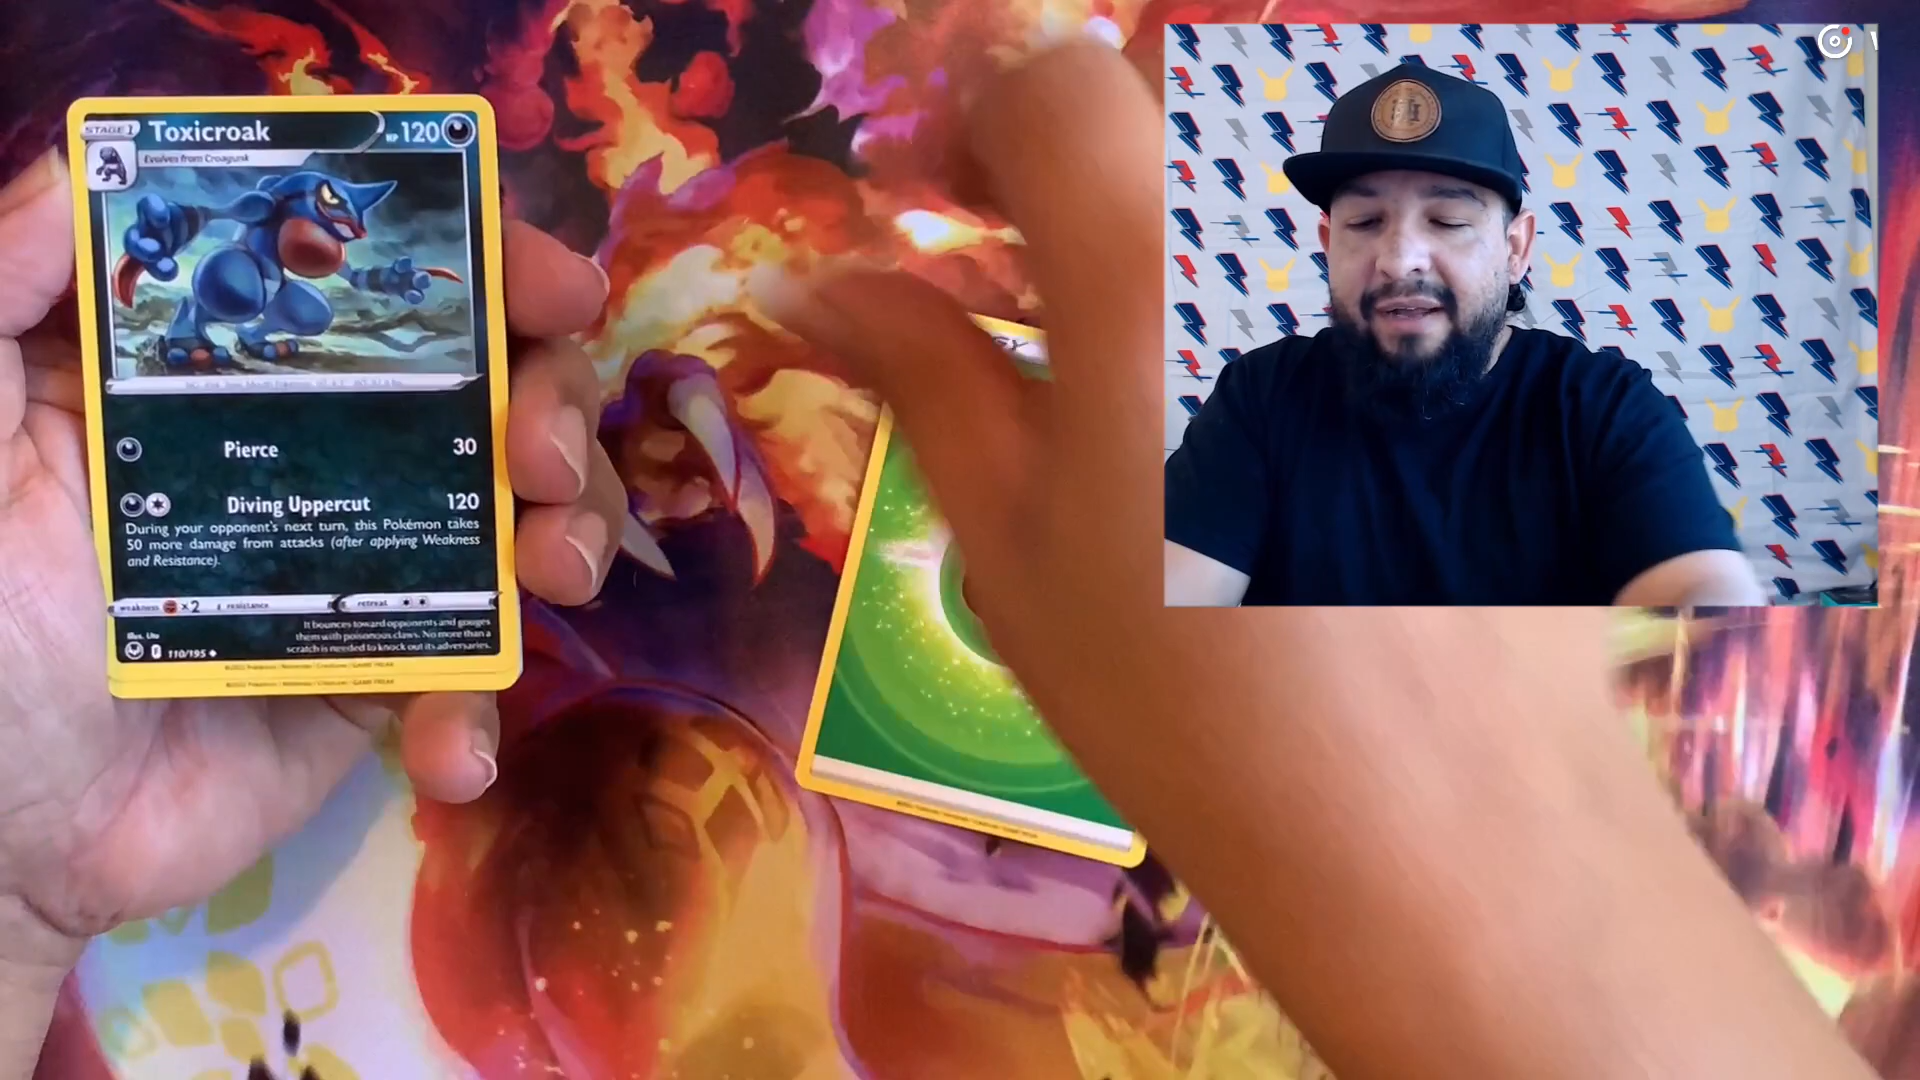 STAGE 1
Toxicroak
HP 120
Evolves from Croagunk
Pierce
30
Diving Uppercut
120
During your opponent's next turn, this Pokémon takes
50 more damage from attacks (after applying Weakness
and Resistance).
weakness
x2
resistance
retreat
It bounces toward opponents and gouges
them with poisonous claws. No more than a
scratch is needed to knock out its adversaries.
Illus. Uta
110/195